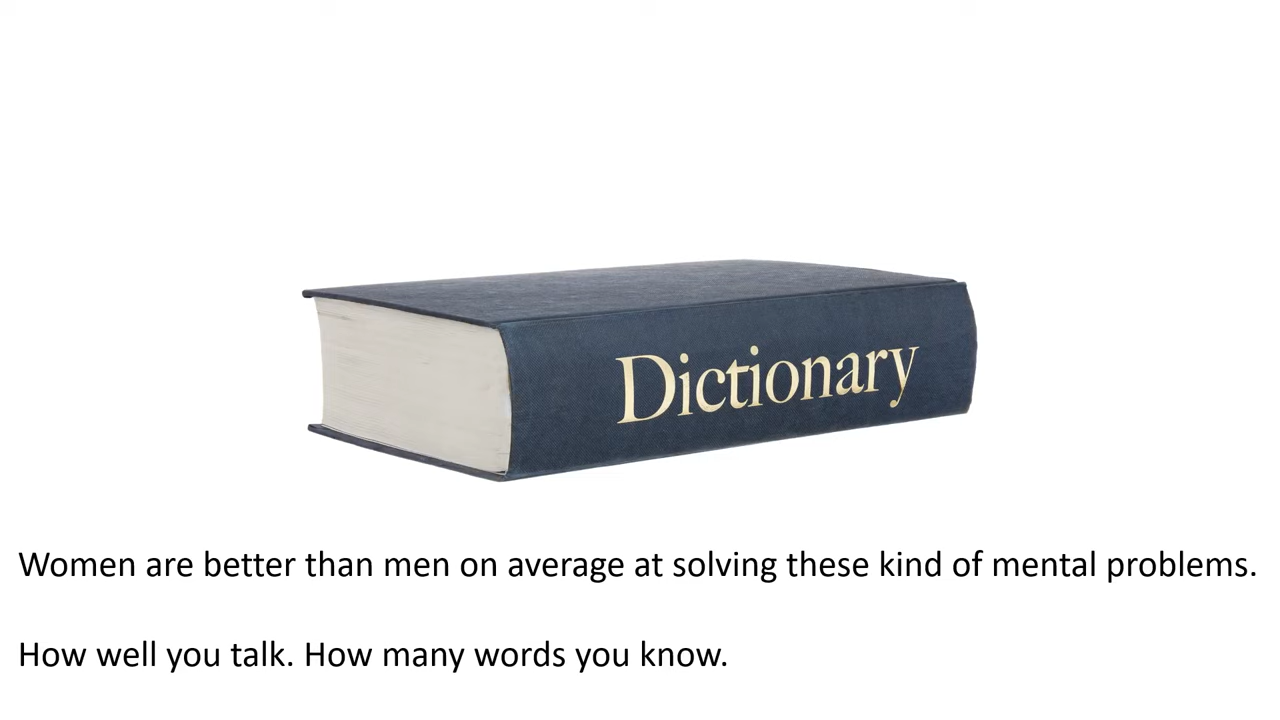 Dictionary
Women are better than men on average at solving these kind of mental problems.
How well you talk. How many words you know.